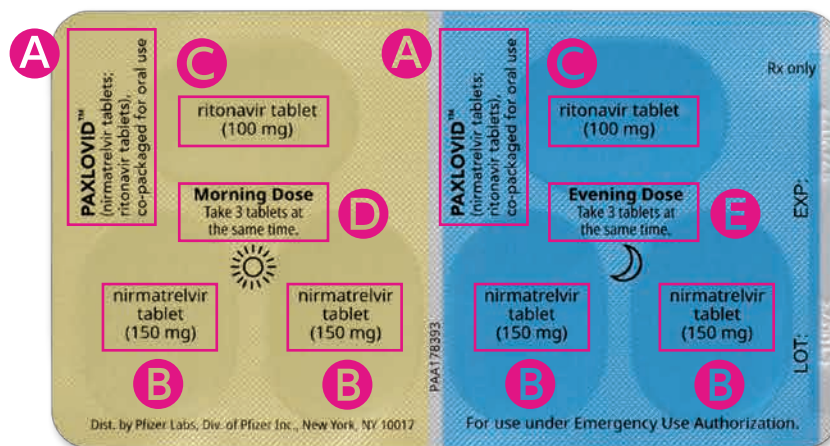 A
PAXLOVID™
(nirmatrelvir tablets;
ritonavir tablets),
co-packaged for oral use
C
ritonavir tablet
(100 mg)
Morning Dose
Take 3 tablets at
the same time.
D
nirmatrelvir
tablet
(150 mg)
B
nirmatrelvir
tablet
(150 mg)
B
Dist. by Pfizer Labs, Div. of Pfizer Inc., New York, NY 10017
PAA178393
A
PAXLOVID™
(nirmatrelvir tablets;
ritonavir tablets),
co-packaged for oral use
C
ritonavir tablet
(100 mg)
Rx only
Evening Dose
Take 3 tablets at
the same time.
E
nirmatrelvir
tablet
(150 mg)
B
nirmatrelvir
tablet
(150 mg)
B
LOT:
EXP:
For use under Emergency Use Authorization.